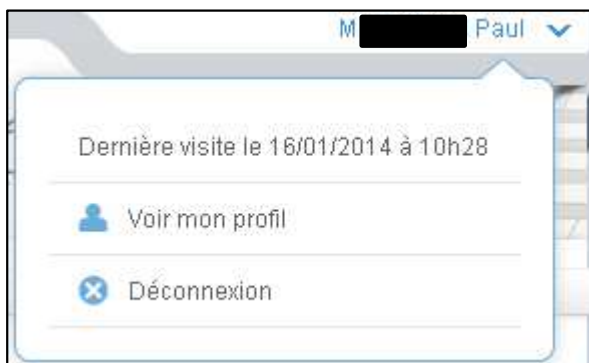 M Paul
Dernière visite le 16/01/2014 à 10h28
Voir mon profil
Déconnexion